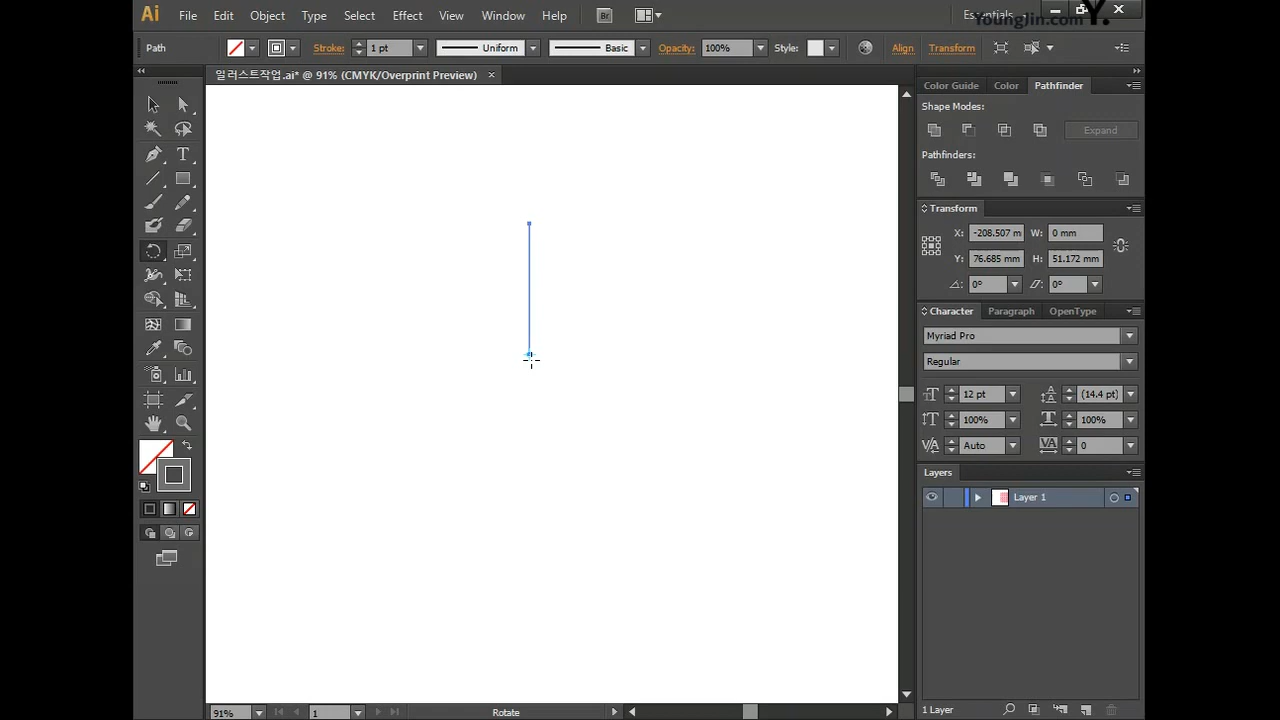 Ai File Edit Object Type Select Effect View Window Help Br Essentials
YoungJin.com Y.
Path Stroke: 1 pt Uniform Basic Opacity: 100% Style: Align Transform
일러스트작업.ai* @ 91% (CMYK/Overprint Preview) ×
Color Guide Color Pathfinder
Shape Modes:
Expand
Pathfinders:
Transform
X: -208.507 m W: 0 mm
Y: 76.685 mm H: 51.172 mm
0° 0°
Character Paragraph OpenType
Myriad Pro
Regular
12 pt (14.4 pt)
100% 100%
Auto 0
Layers
Layer 1
91% 1 Rotate 1 Layer